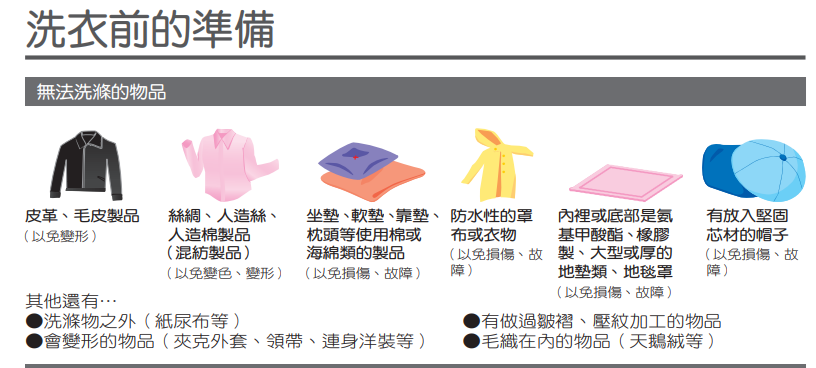 洗衣前的準備
無法洗滌的物品
皮革、毛皮製品
（以免變形）
絲綢、人造絲、
人造棉製品
（混紡製品）
（以免變色、變形）
坐墊、軟墊、靠墊、
枕頭等使用棉或
海綿類的製品
（以免損傷、故障）
防水性的罩
布或衣物
（以免損傷、故
障）
內裡或底部是氨
基甲酸酯、橡膠
製、大型或厚的
地墊類、地毯罩
（以免損傷、故障）
有放入堅固
芯材的帽子
（以免損傷、故
障）
其他還有…
●洗滌物之外（紙尿布等）
●會變形的物品（夾克外套、領帶、連身洋裝等）
●有做過皺褶、壓紋加工的物品
●毛織在內的物品（天鵝絨等）